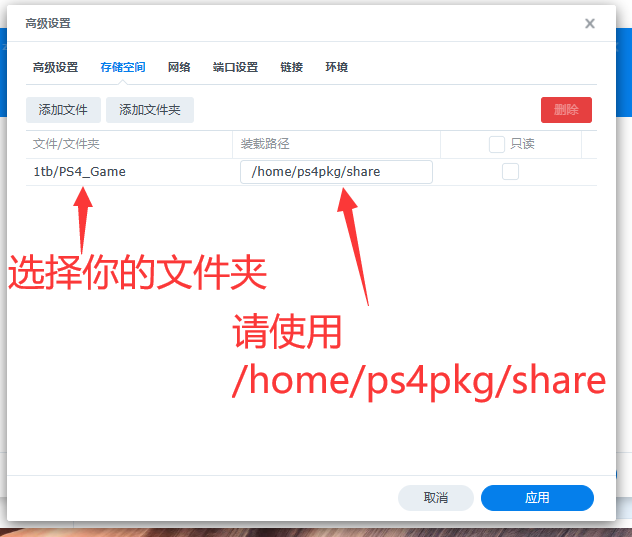 高级设置
高级设置 存储空间 网络 端口设置 链接 环境
添加文件 添加文件夹 删除
文件/文件夹 装载路径 只读
1tb/PS4_Game /home/ps4pkg/share
选择你的文件夹
请使用
/home/ps4pkg/share
取消 应用